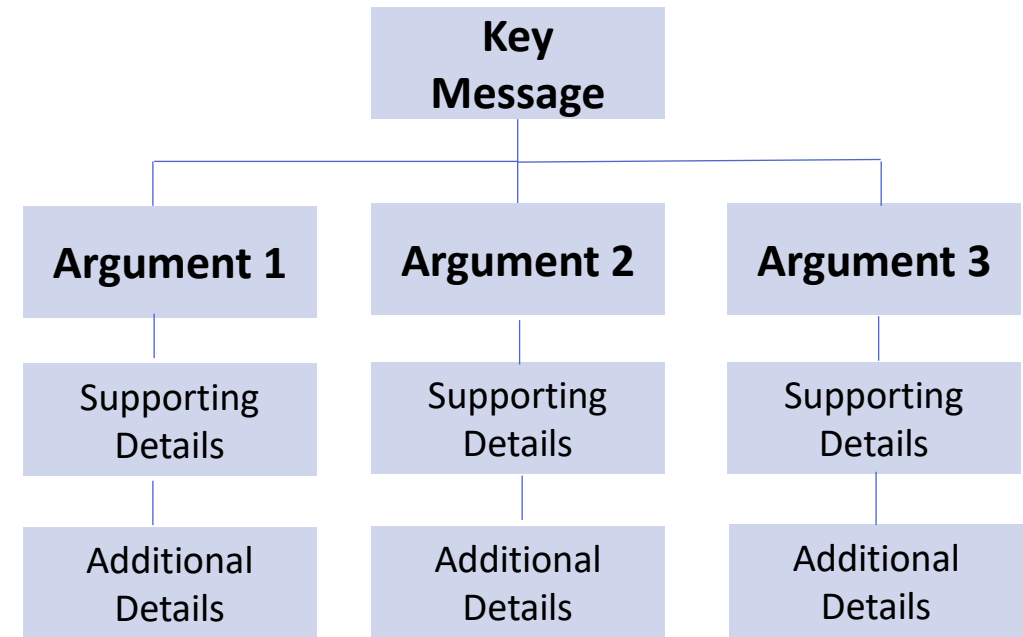 Key
Message
Argument 1
Argument 2
Argument 3
Supporting
Details
Supporting
Details
Supporting
Details
Additional
Details
Additional
Details
Additional
Details